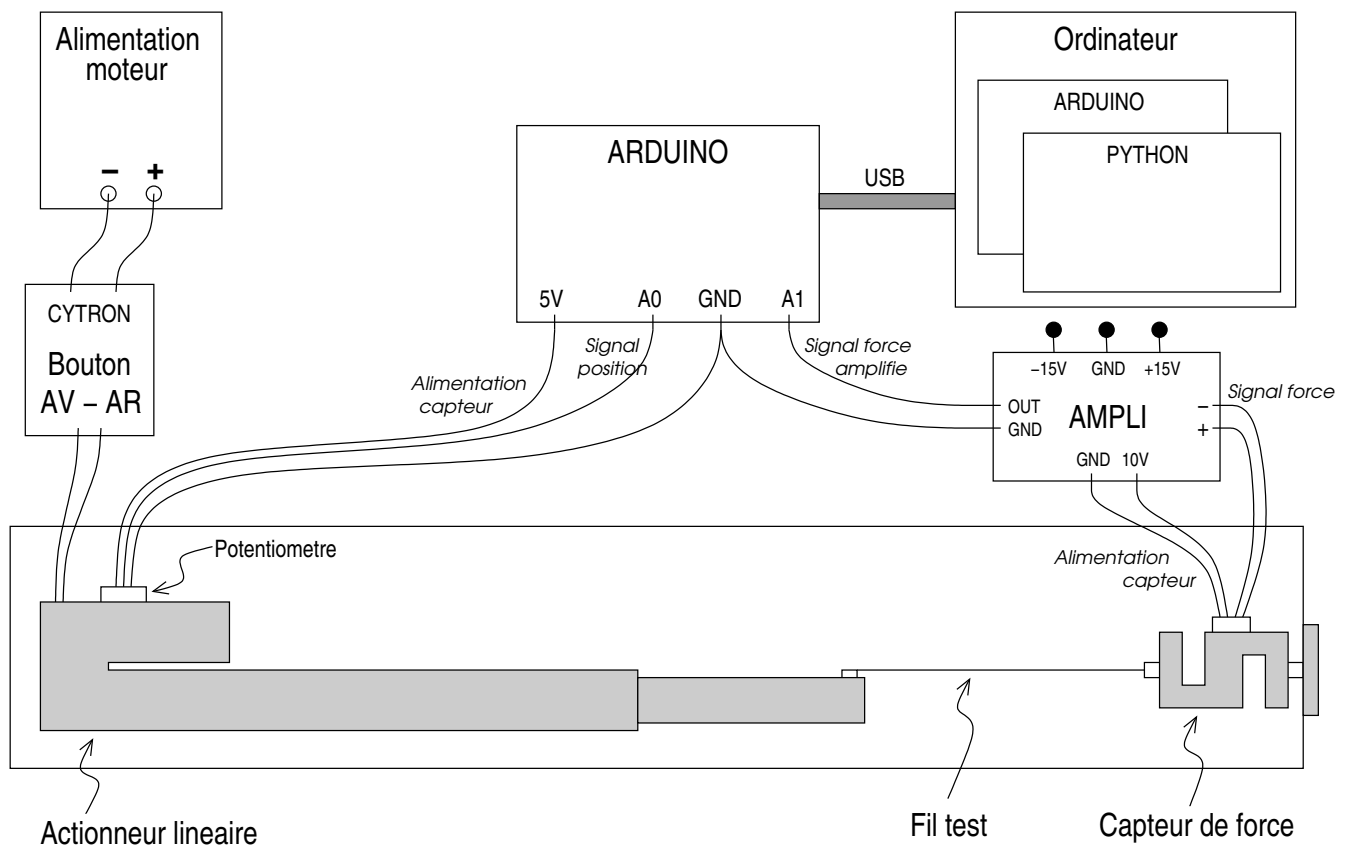 Alimentation
moteur
− +
CYTRON
Bouton
AV − AR
ARDUINO
5V A0 GND A1
USB
Ordinateur
ARDUINO
PYTHON
Alimentation
capteur
Signal
position
Signal force
amplifie
−15V GND +15V
OUT
GND
AMPLI
−
+
GND 10V
Signal force
Alimentation
capteur
Potentiometre
Actionneur lineaire
Fil test
Capteur de force